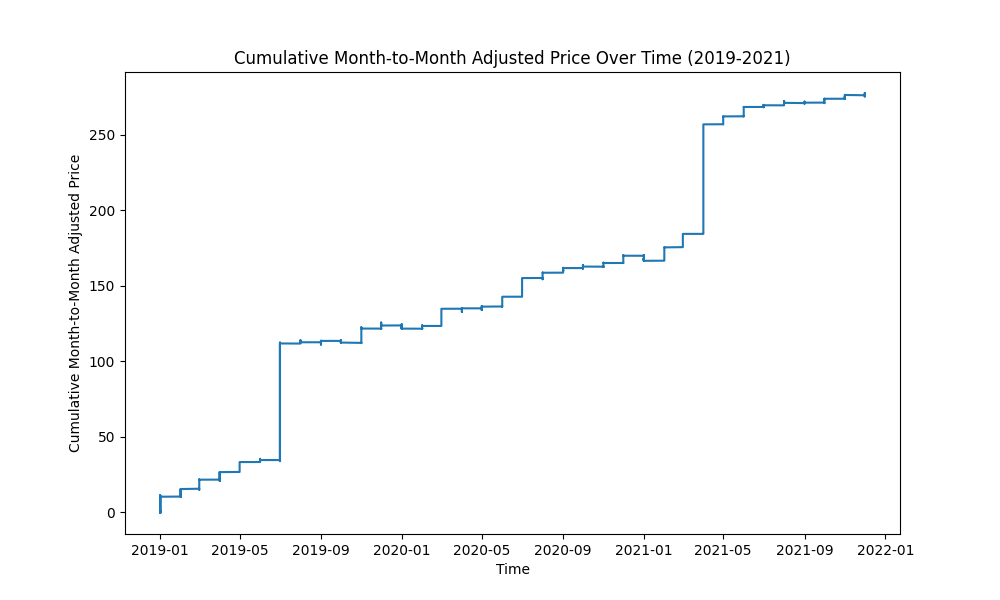 Cumulative Month-to-Month Adjusted Price Over Time (2019-2021)
Cumulative Month-to-Month Adjusted Price
250
200
150
100
50
0
2019-01 2019-05 2019-09 2020-01 2020-05 2020-09 2021-01 2021-05 2021-09 2022-01
Time